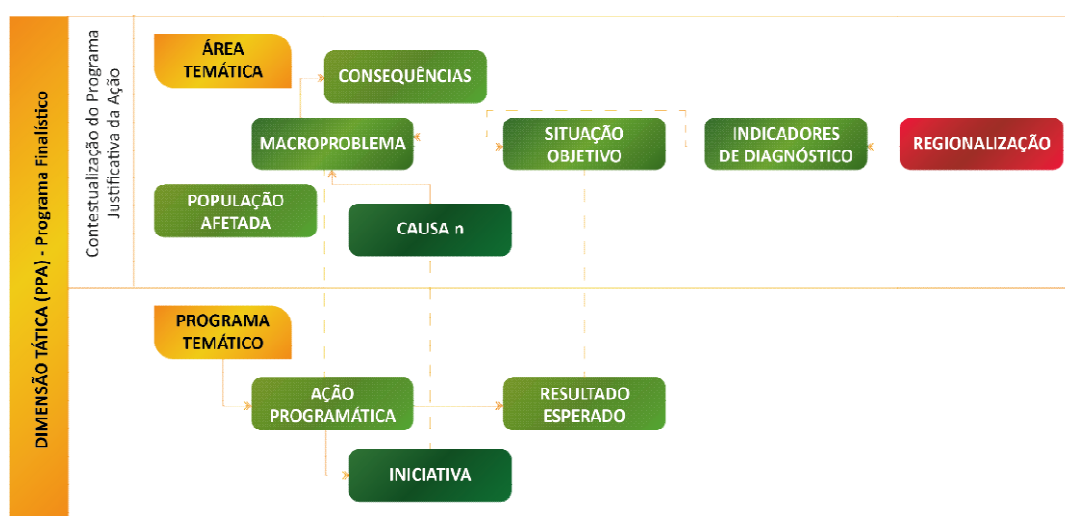 DIMENSÃO TÁTICA (PPA) - Programa Finalístico
Contestualização do Programa
Justificativa da Ação
ÁREA
TEMÁTICA
CONSEQUÊNCIAS
MACROPROBLEMA
SITUAÇÃO
OBJETIVO
INDICADORES
DE DIAGNÓSTICO
REGIONALIZAÇÃO
POPULAÇÃO
AFETADA
CAUSA n
PROGRAMA
TEMÁTICO
AÇÃO
PROGRAMÁTICA
RESULTADO
ESPERADO
INICIATIVA